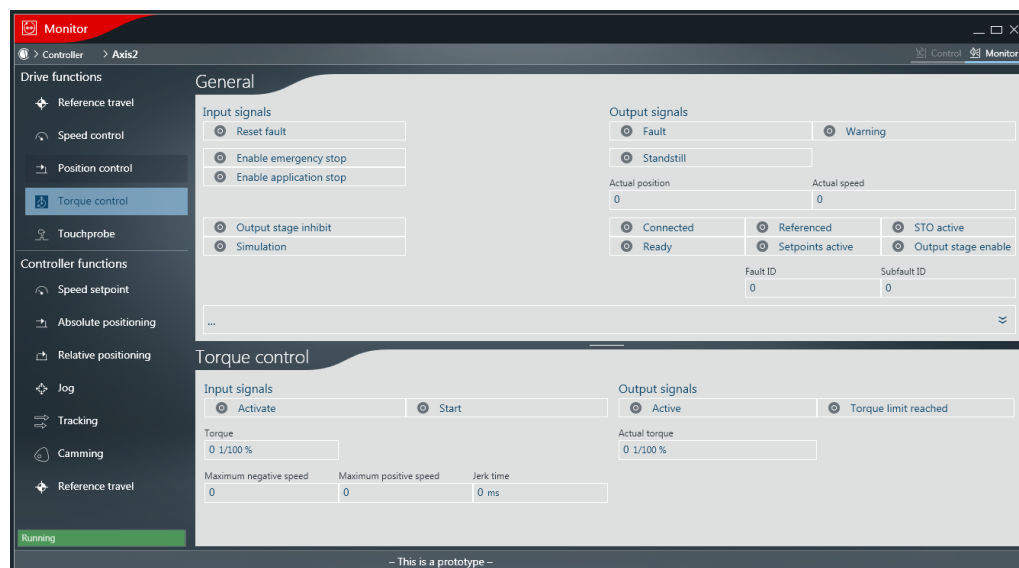 Monitor
> Controller > Axis2
Control Monitor
Drive functions
Reference travel
Speed control
Position control
Torque control
Touchprobe
Controller functions
Speed setpoint
Absolute positioning
Relative positioning
Jog
Tracking
Camming
Reference travel
Running
General
Input signals
Reset fault
Enable emergency stop
Enable application stop
Output stage inhibit
Simulation
Output signals
Fault Warning
Standstill
Actual position Actual speed
0 0
Connected Referenced STO active
Ready Setpoints active Output stage enable
Fault ID Subfault ID
0 0
...
Torque control
Input signals
Activate Start
Torque
0 1/100 %
Maximum negative speed Maximum positive speed Jerk time
0 0 0 ms
Output signals
Active Torque limit reached
Actual torque
0 1/100 %
– This is a prototype –